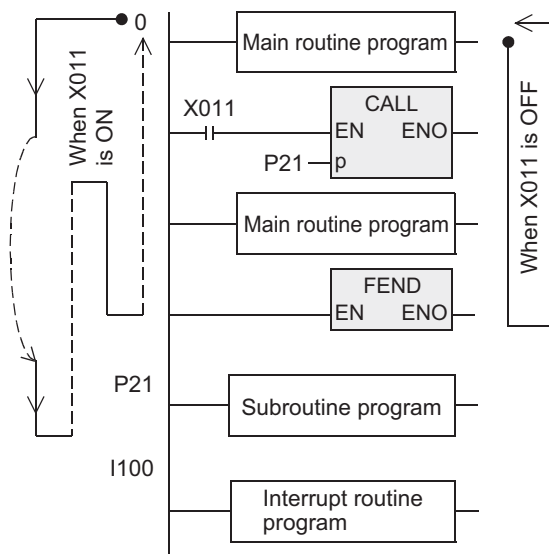 0
Main routine program
When X011
is ON
X011
CALL
EN ENO
P21
p
When X011 is OFF
Main routine program
FEND
EN ENO
P21
Subroutine program
I100
Interrupt routine
program